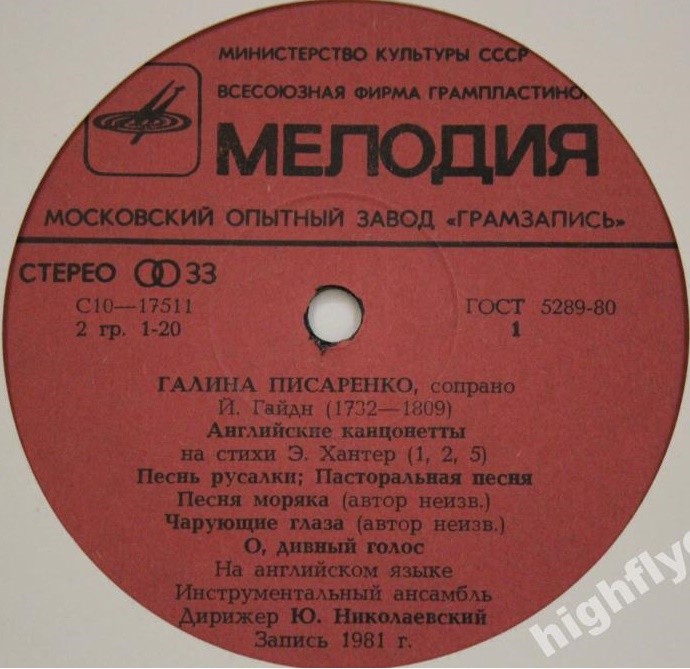 МИНИСТЕРСТВО КУЛЬТУРЫ СССР
ВСЕСОЮЗНАЯ ФИРМА ГРАМПЛАСТИНОК
МЕЛОДИЯ
МОСКОВСКИЙ ОПЫТНЫЙ ЗАВОД «ГРАМЗАПИСЬ»
СТЕРЕО 33
С10—17511 ГОСТ 5289-80
2 гр. 1-20 1
ГАЛИНА ПИСАРЕНКО, сопрано
Й. Гайдн (1732—1809)
Английские канцонетты
на стихи Э. Хантер (1, 2, 5)
Песнь русалки; Пасторальная песня
Песня моряка (автор неизв.)
Чарующие глаза (автор неизв.)
О, дивный голос
На английском языке
Инструментальный ансамбль
Дирижер Ю. Николаевский
Запись 1981 г.